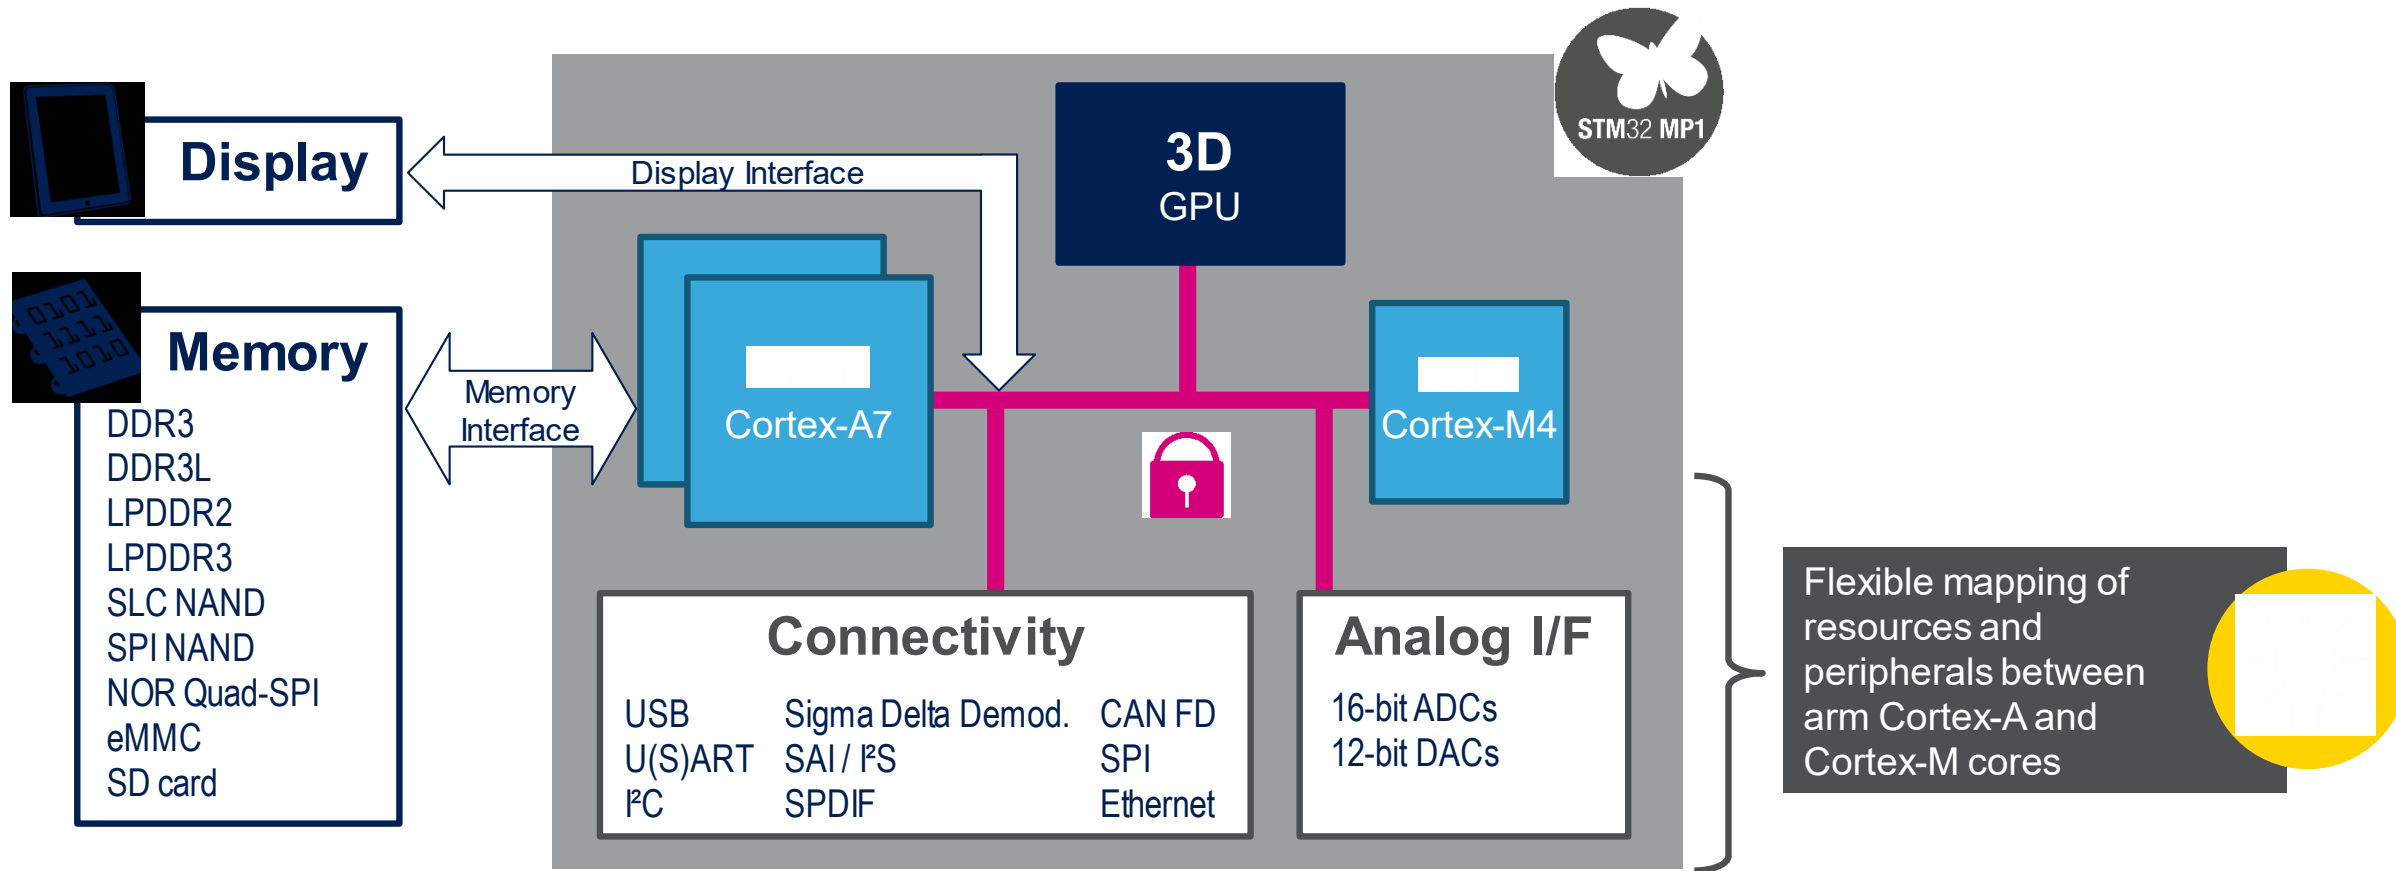 STM32 MP1
Display
Display Interface
3D
GPU
Memory
0101
1111
1010
DDR3
DDR3L
LPDDR2
LPDDR3
SLC NAND
SPI NAND
NOR Quad-SPI
eMMC
SD card
Memory
Interface
Cortex-A7
Cortex-M4
Connectivity
USB Sigma Delta Demod. CAN FD
U(S)ART SAI / I²S SPI
I²C SPDIF Ethernet
Analog I/F
16-bit ADCs
12-bit DACs
Flexible mapping of
resources and
peripherals between
arm Cortex-A and
Cortex-M cores